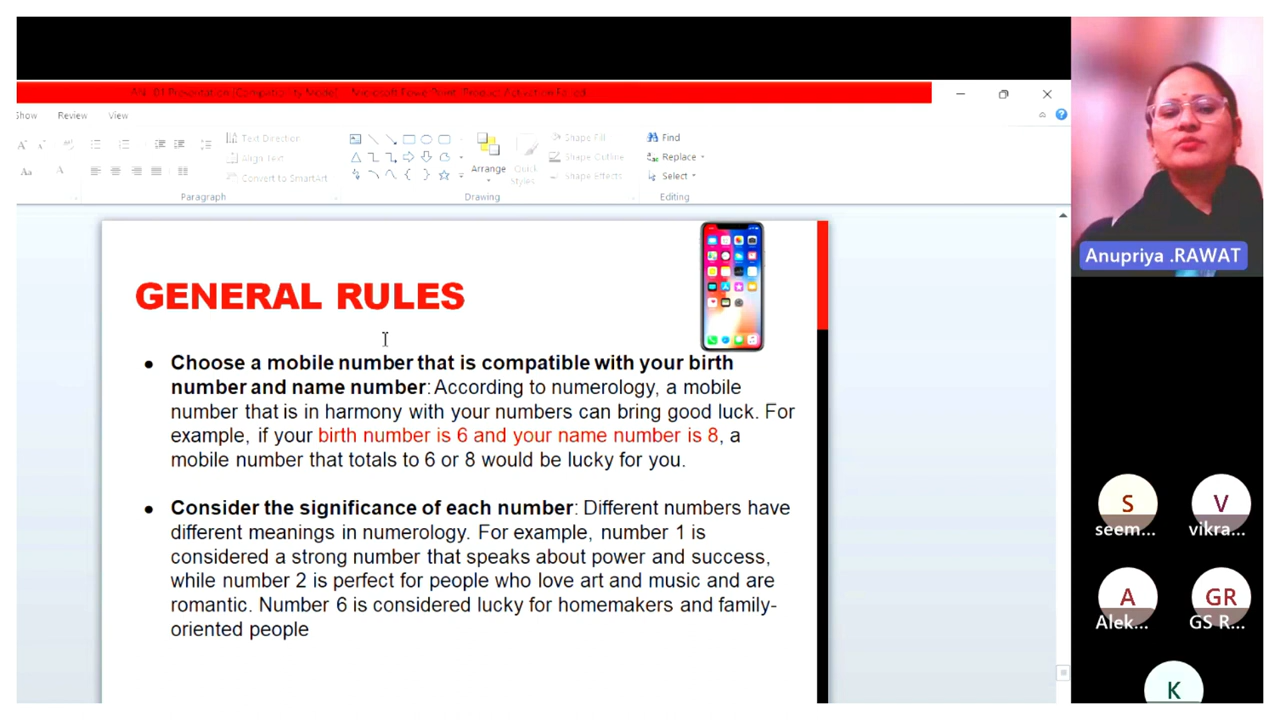 Show Review View
Text Direction
Align Text
Convert to SmartArt
Paragraph
Arrange
Quick
Styles
Shape Fill
Shape Outline
Shape Effects
Drawing
Find
Replace
Select
Editing
GENERAL RULES
• Choose a mobile number that is compatible with your birth
number and name number: According to numerology, a mobile
number that is in harmony with your numbers can bring good luck. For
example, if your birth number is 6 and your name number is 8, a
mobile number that totals to 6 or 8 would be lucky for you.
• Consider the significance of each number: Different numbers have
different meanings in numerology. For example, number 1 is
considered a strong number that speaks about power and success,
while number 2 is perfect for people who love art and music and are
romantic. Number 6 is considered lucky for homemakers and family-
oriented people
Anupriya .RAWAT
S
seem...
V
vikra...
A
Alek...
GR
GS R...
K